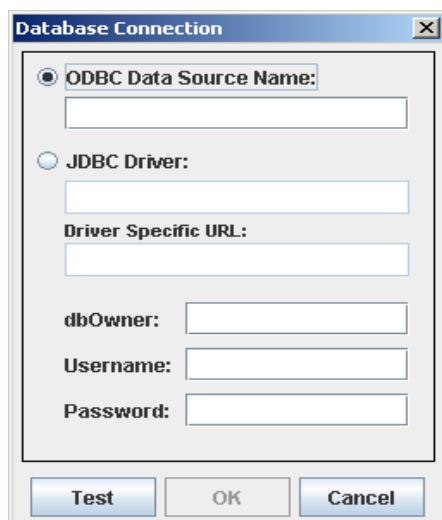 Database Connection
ODBC Data Source Name:
JDBC Driver:
Driver Specific URL:
dbOwner:
Username:
Password:
Test OK Cancel